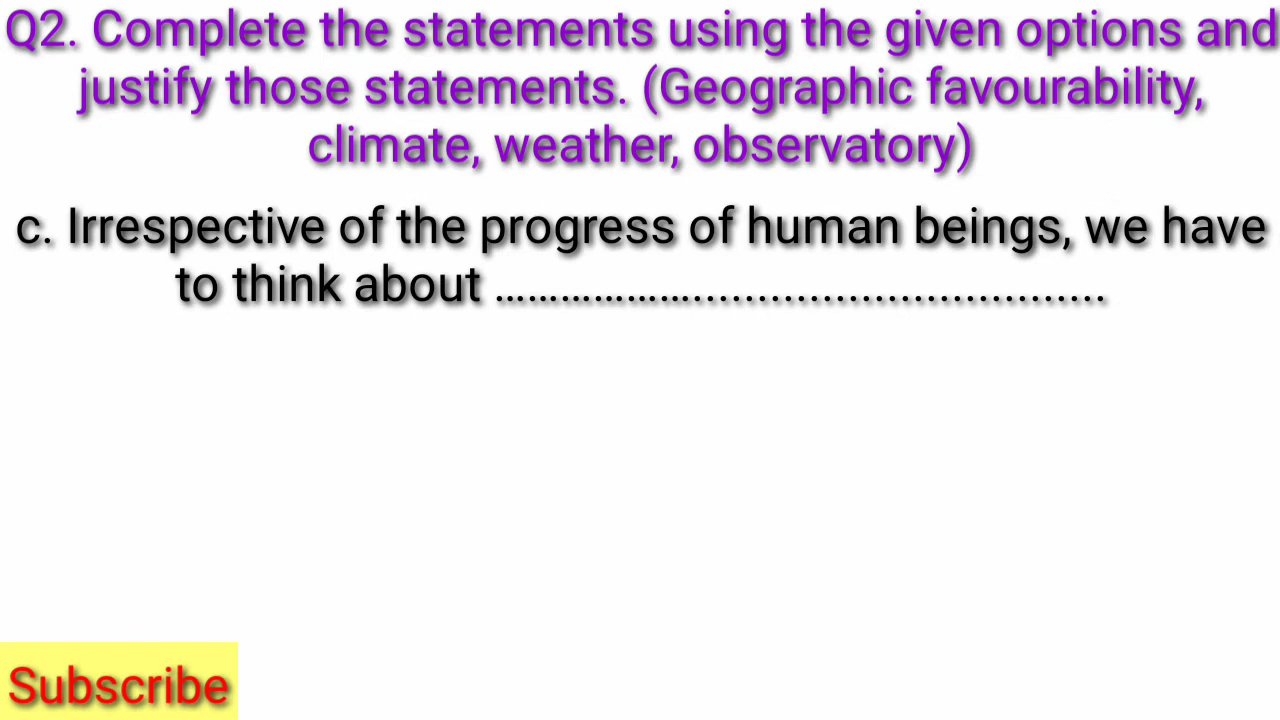 Q2. Complete the statements using the given options and
justify those statements. (Geographic favourability,
climate, weather, observatory)
c. Irrespective of the progress of human beings, we have
to think about ………………..................................
Subscribe